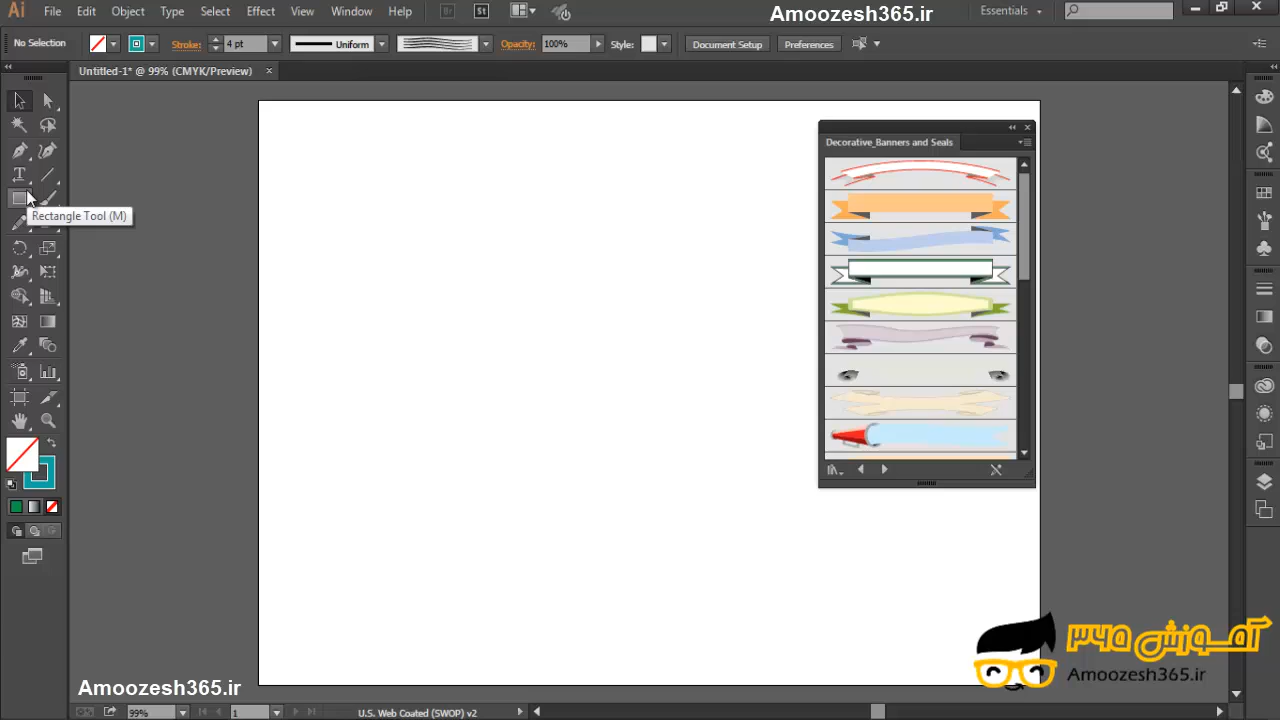 Ai File Edit Object Type Select Effect View Window Help Br St Amoozesh365.ir Essentials
No Selection Stroke: 4 pt Uniform Opacity: 100% Style: Document Setup Preferences
Untitled-1* @ 99% (CMYK/Preview)
Decorative_Banners and Seals
Rectangle Tool (M)
آمـوزش ۳۶۵
Amoozesh365.ir
Amoozesh365.ir
99% 1 U.S. Web Coated (SWOP) v2